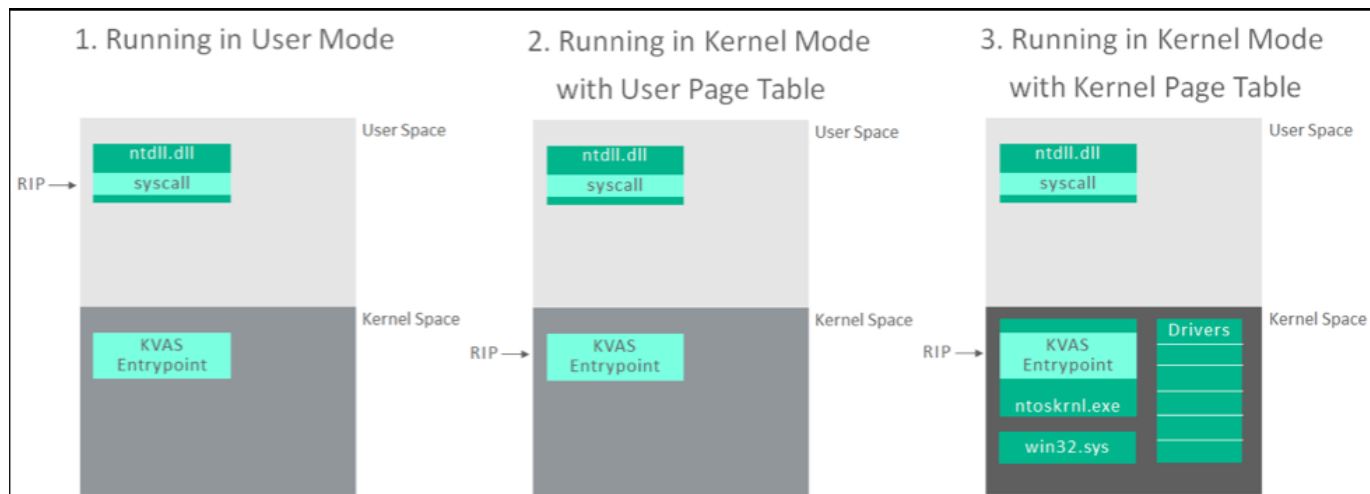 1. Running in User Mode
User Space
ntdll.dll
RIP
syscall
Kernel Space
KVAS
Entrypoint
2. Running in Kernel Mode
with User Page Table
User Space
ntdll.dll
syscall
Kernel Space
RIP
KVAS
Entrypoint
3. Running in Kernel Mode
with Kernel Page Table
User Space
ntdll.dll
syscall
Kernel Space
RIP
KVAS
Entrypoint
ntoskrnl.exe
win32.sys
Drivers